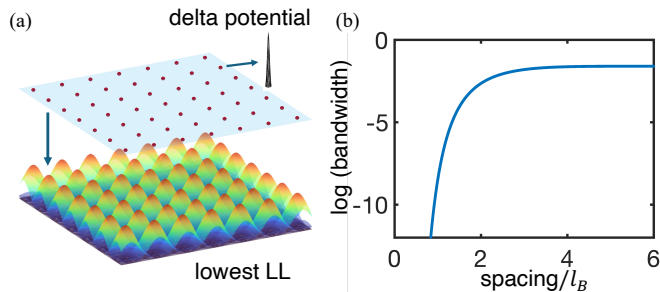 (a)
delta potential
lowest LL
(b)
log (bandwidth)
0
-5
-10
0
2
4
6
spacing/l_B